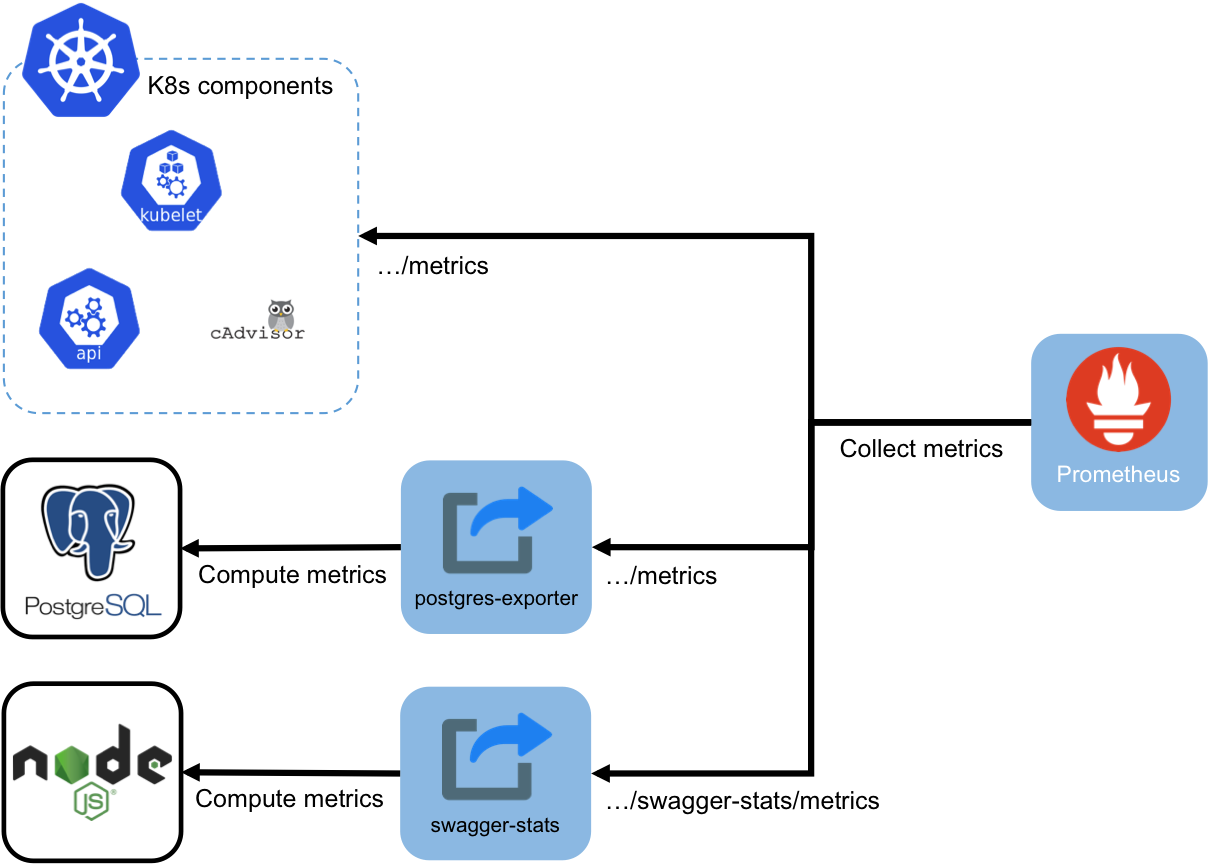 K8s components
kubelet
…/metrics
api
cAdvisor
Collect metrics
Prometheus
PostgreSQL
Compute metrics
postgres-exporter
…/metrics
node
JS
®
Compute metrics
swagger-stats
…/swagger-stats/metrics